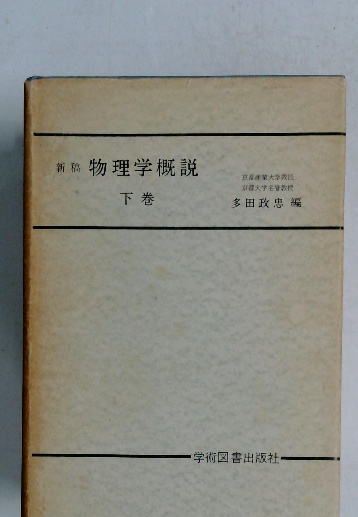 新稿 物理学概説
下巻
京都産業大学教授
京都大学名誉教授
多田政忠 編
学術図書出版社